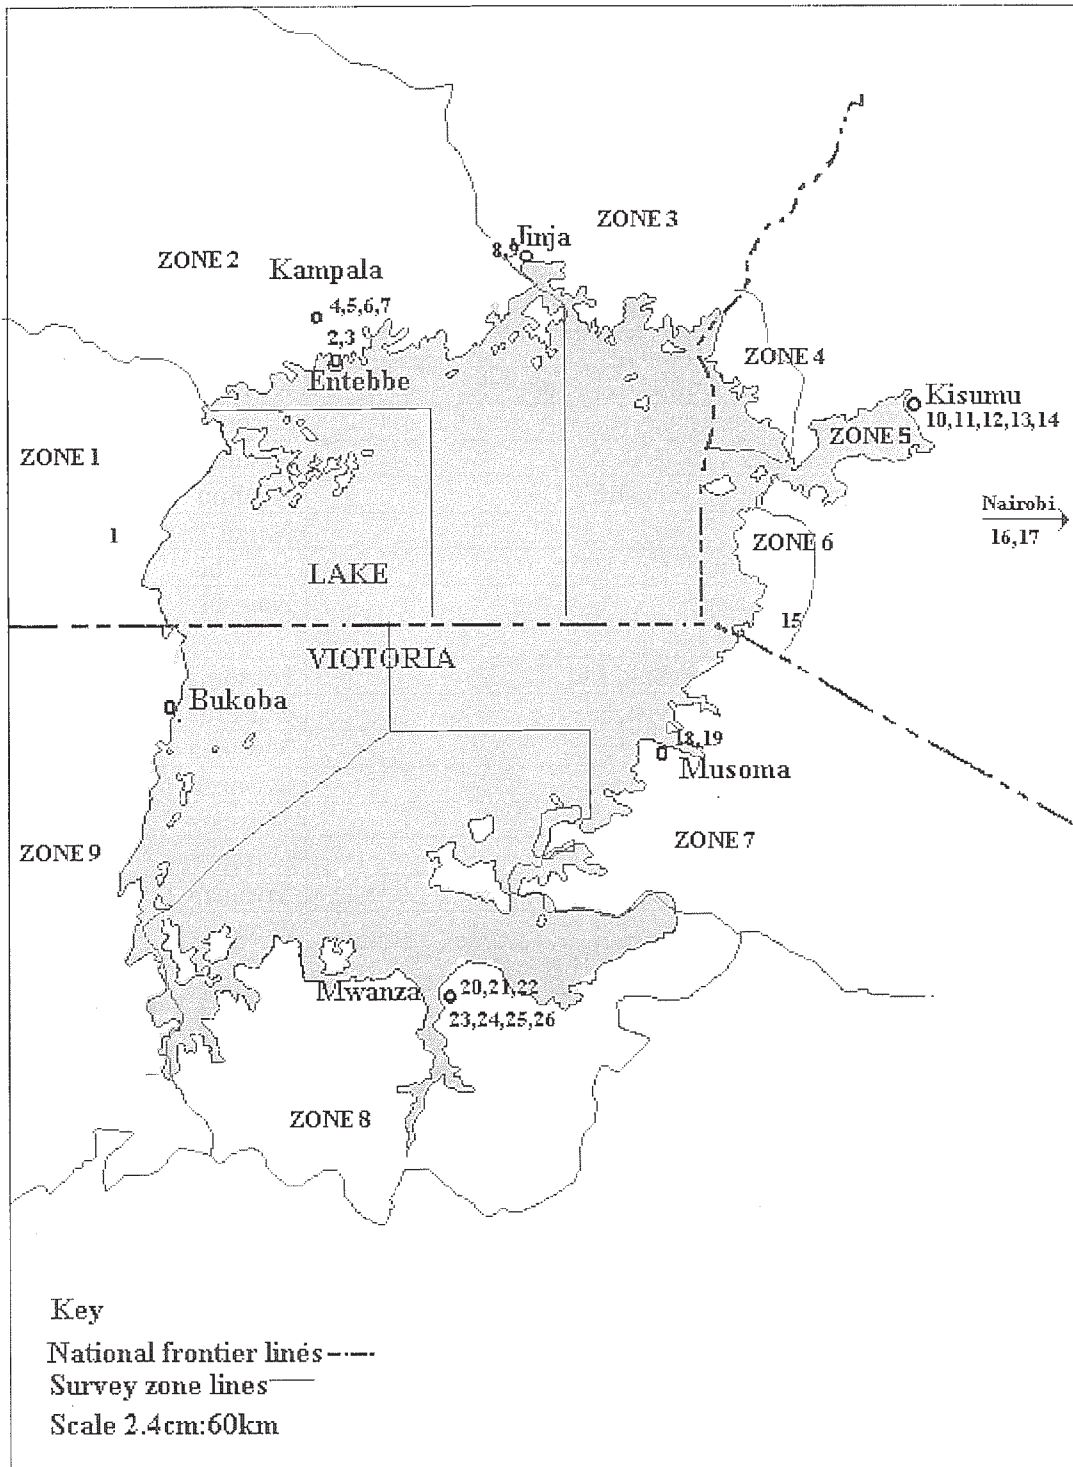 ZONE 3
Jinja
8,9
ZONE 2
Kampala
4,5,6,7
2,3
Entebbe
ZONE 4
Kisumu
10,11,12,13,14
ZONE 5
ZONE 1
Nairobi
16,17
1
ZONE 6
LAKE
15
VICTORIA
Bukoba
18,19
Musoma
ZONE 7
ZONE 9
Mwanza
20,21,22
23,24,25,26
ZONE 8
Key
National frontier lines
Survey zone lines
Scale 2.4cm:60km